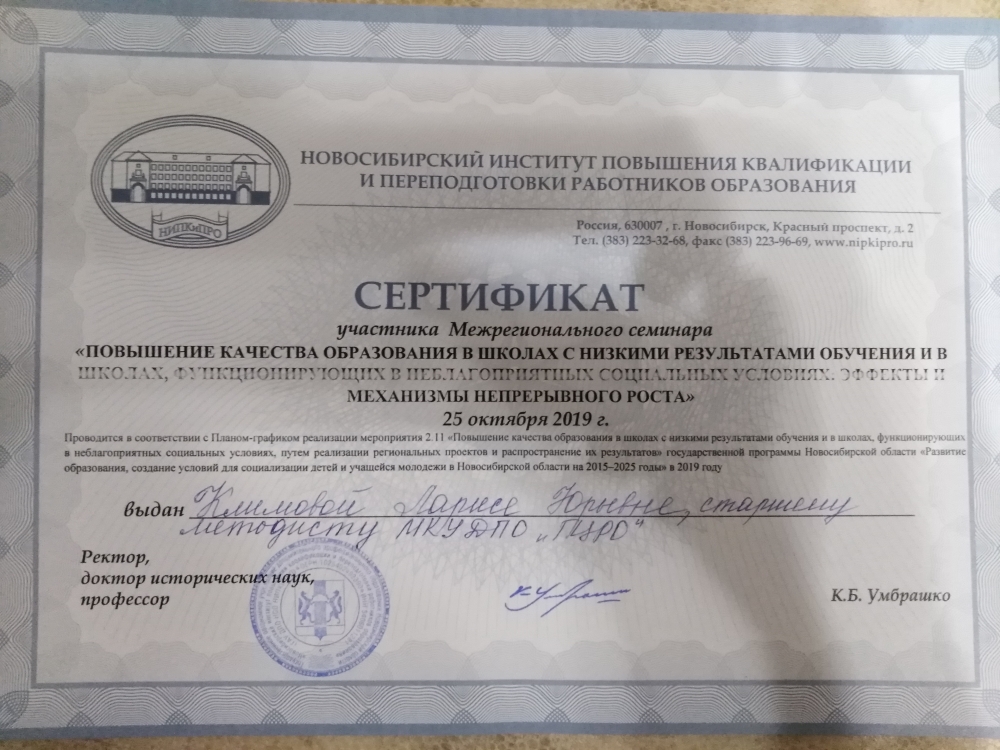 НОВОСИБИРСКИЙ ИНСТИТУТ ПОВЫШЕНИЯ КВАЛИФИКАЦИИ
И ПЕРЕПОДГОТОВКИ РАБОТНИКОВ ОБРАЗОВАНИЯ
НИПКиПРО
Россия, 630007 , г. Новосибирск, Красный проспект, д. 2
Тел. (383) 223-32-68, факс (383) 223-96-69, www.nipkipro.ru
СЕРТИФИКАТ
участника Межрегионального семинара
«ПОВЫШЕНИЕ КАЧЕСТВА ОБРАЗОВАНИЯ В ШКОЛАХ С НИЗКИМИ РЕЗУЛЬТАТАМИ ОБУЧЕНИЯ И В
ШКОЛАХ, ФУНКЦИОНИРУЮЩИХ В НЕБЛАГОПРИЯТНЫХ СОЦИАЛЬНЫХ УСЛОВИЯХ: ЭФФЕКТЫ И
МЕХАНИЗМЫ НЕПРЕРЫВНОГО РОСТА»
25 октября 2019 г.
Проводится в соответствии с Планом-графиком реализации мероприятия 2.11 «Повышение качества образования в школах с низкими результатами обучения и в школах, функционирующих
в неблагоприятных социальных условиях, путем реализации региональных проектов и распространение их результатов» государственной программы Новосибирской области «Развитие
образования, создание условий для социализации детей и учащейся молодежи в Новосибирской области на 2015–2025 годы» в 2019 году
выдан Климовой Ларисе Юрьевне, старшему
методисту МКУДПО „ГЦРО“
Ректор,
доктор исторических наук,
профессор
К.Б. Умбрашко